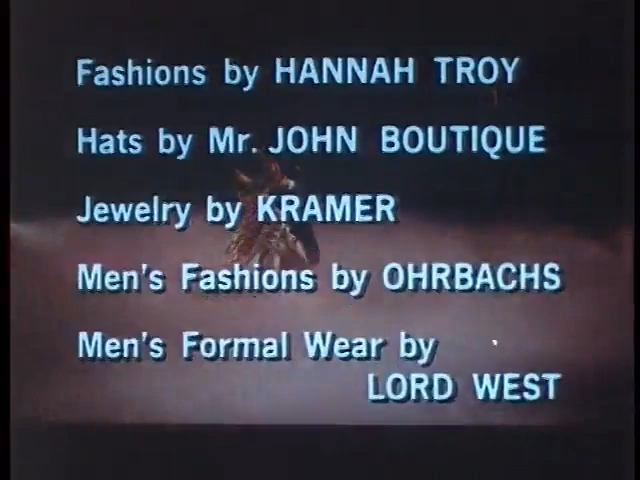 Fashions by HANNAH TROY
Hats by Mr. JOHN BOUTIQUE
Jewelry by KRAMER
Men's Fashions by OHRBACHS
Men's Formal Wear by
LORD WEST